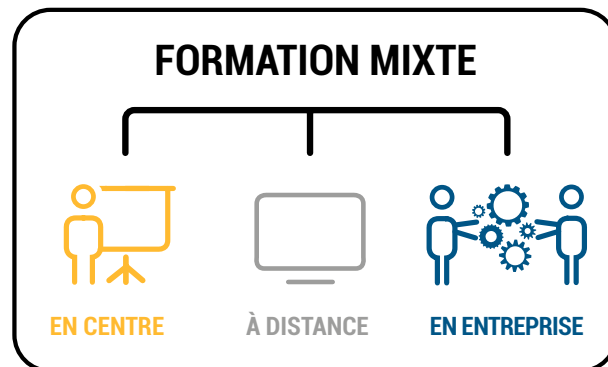 FORMATION MIXTE
EN CENTRE
À DISTANCE
EN ENTREPRISE